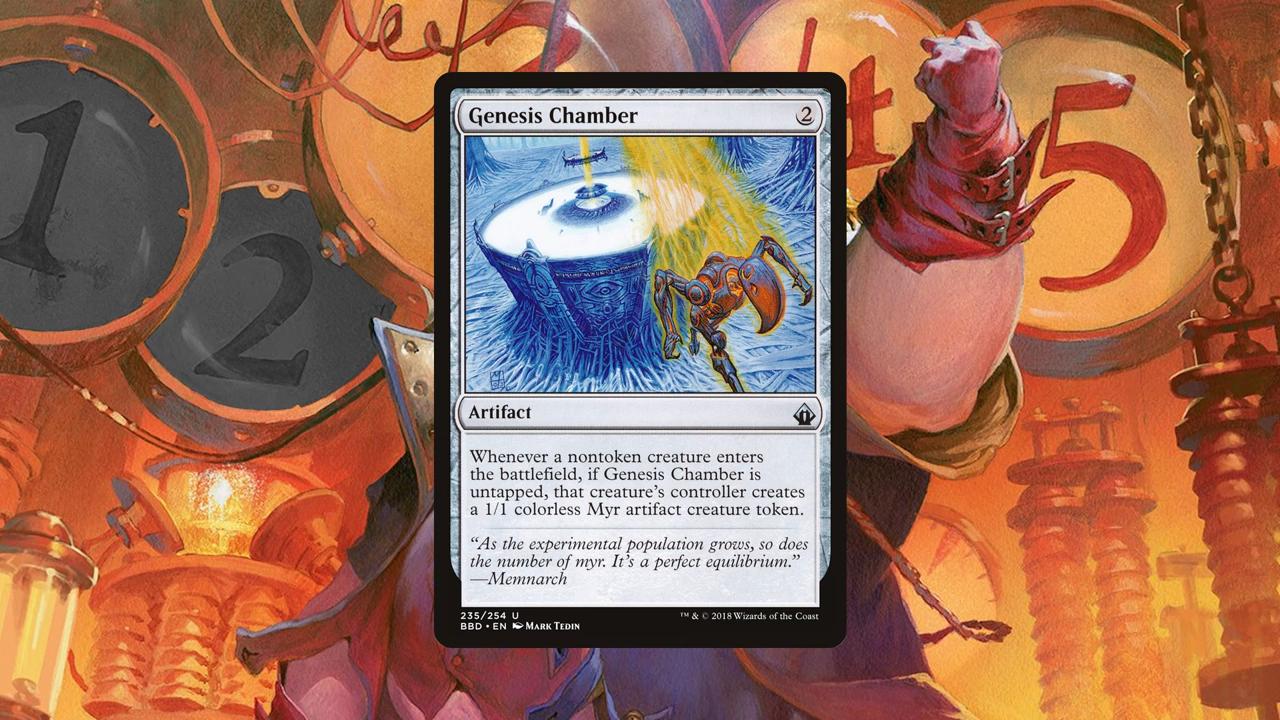 1
2
5
Genesis Chamber 2
Artifact
Whenever a nontoken creature enters
the battlefield, if Genesis Chamber is
untapped, that creature's controller creates
a 1/1 colorless Myr artifact creature token.
“As the experimental population grows, so does
the number of myr. It's a perfect equilibrium.”
—Memnarch
235/254 U
BBD • EN Mark Tedin
™ & © 2018 Wizards of the Coast